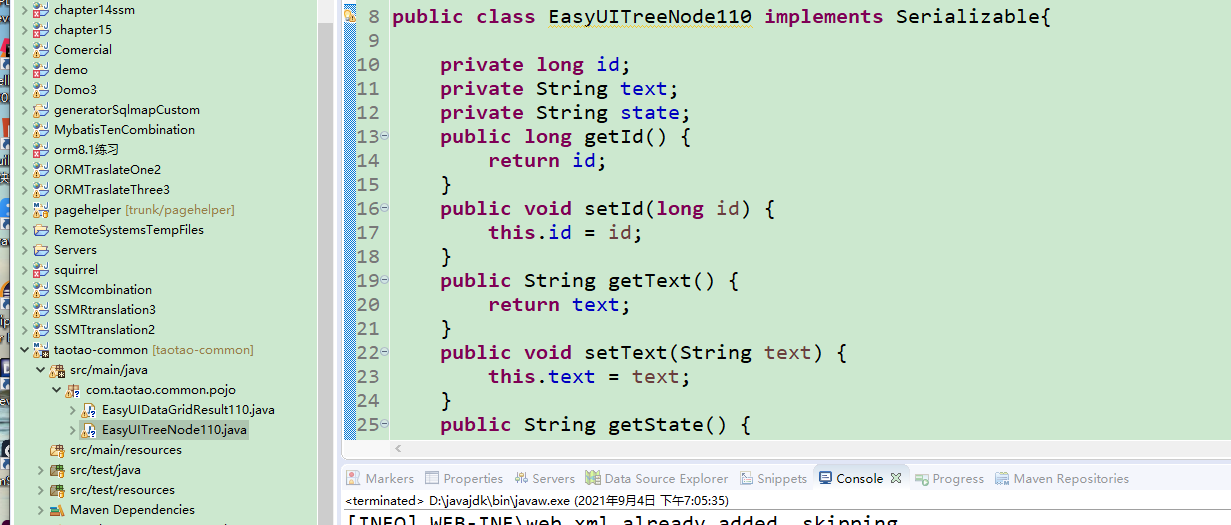 chapter14ssm
chapter15
Comercial
demo
Domo3
generatorSqlmapCustom
MybatisTenCombination
orm8.1练习
ORMTraslateOne2
ORMTraslateThree3
pagehelper [trunk/pagehelper]
RemoteSystemsTempFiles
Servers
squirrel
SSMcombination
SSMRtranslation3
SSMTtranslation2
taotao-common [taotao-common]
src/main/java
com.taotao.common.pojo
EasyUIDataGridResult110.java
EasyUITreeNode110.java
src/main/resources
src/test/java
src/test/resources
Maven Dependencies
8 public class EasyUITreeNode110 implements Serializable{
9
10 private long id;
11 private String text;
12 private String state;
13 public long getId() {
14 return id;
15 }
16 public void setId(long id) {
17 this.id = id;
18 }
19 public String getText() {
20 return text;
21 }
22 public void setText(String text) {
23 this.text = text;
24 }
25 public String getState() {
Markers Properties Servers Data Source Explorer Snippets Console Progress Maven Repositories
<terminated> D:\javajdk\bin\javaw.exe (2021年9月4日 下午7:05:35)
[INFO] WEB-INF\web.xml already added, skipping